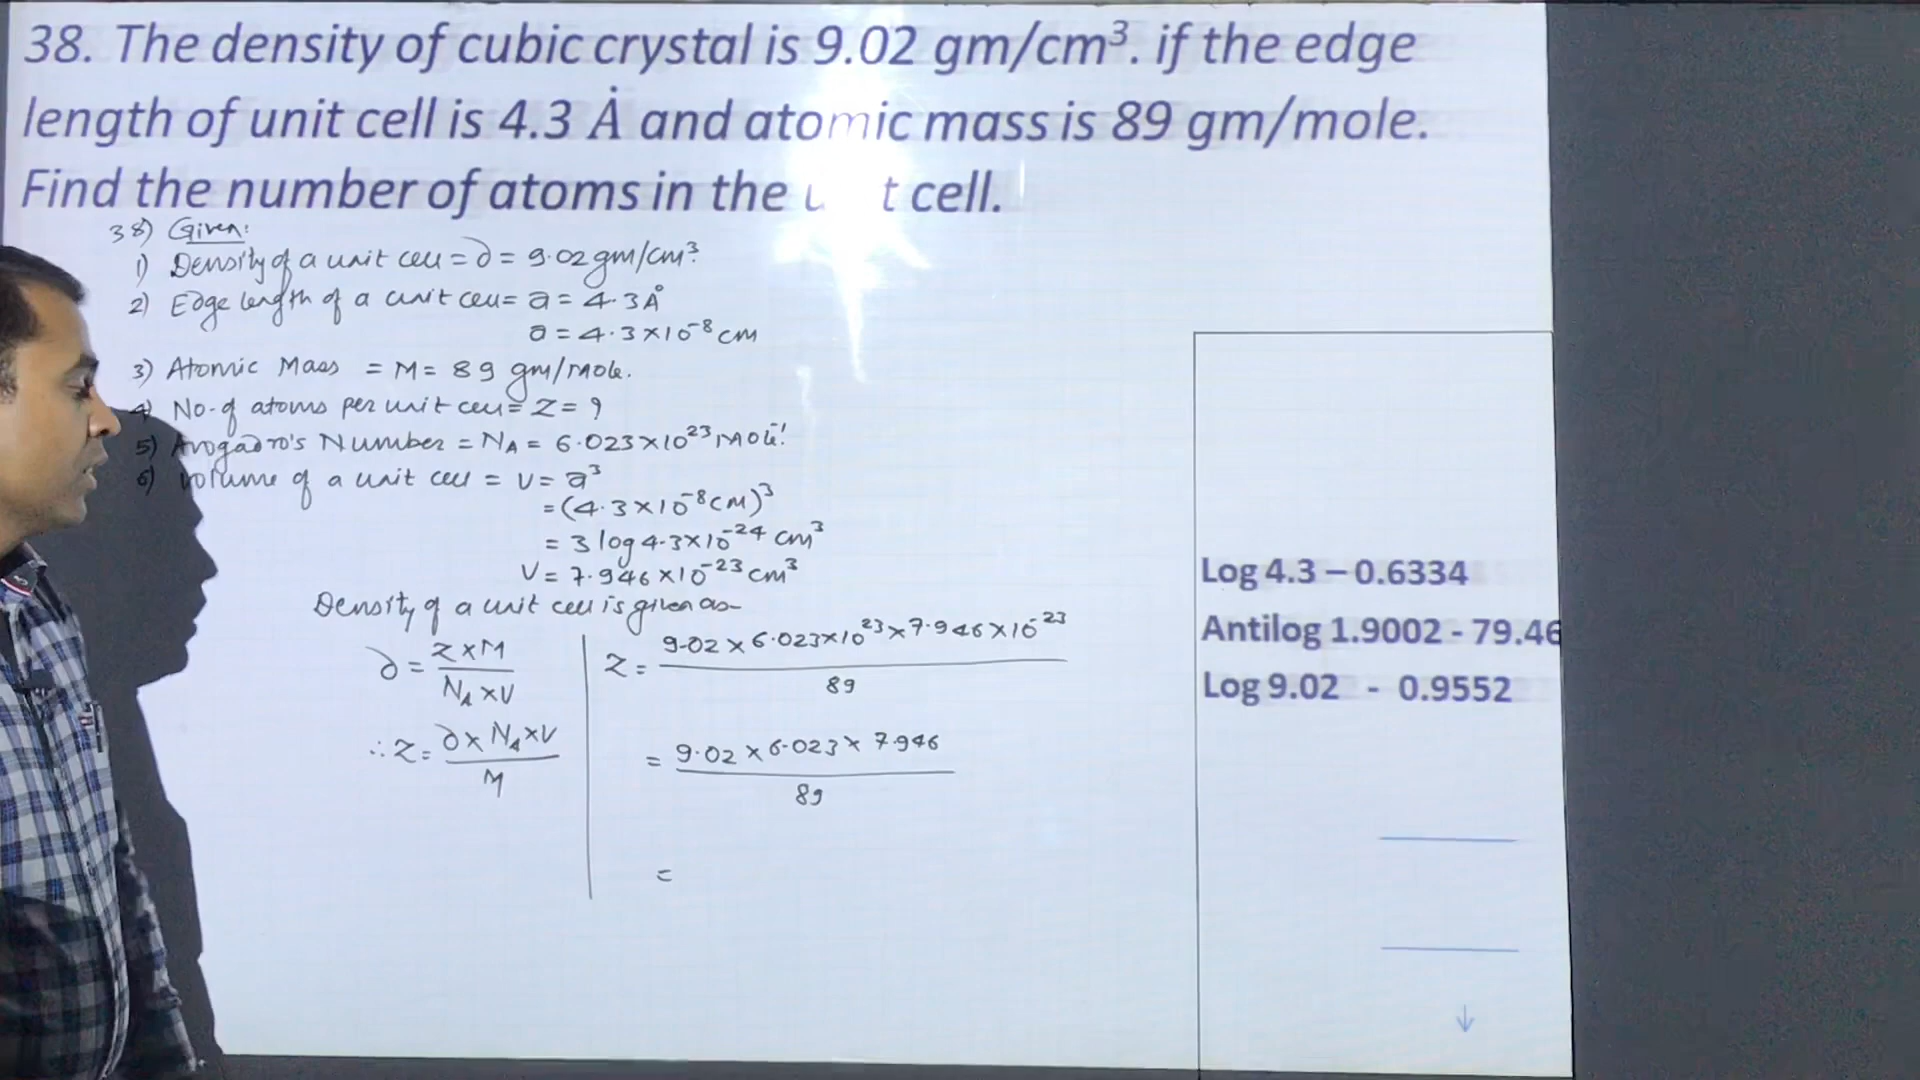 38. The density of cubic crystal is 9.02 gm/cm³. if the edge
length of unit cell is 4.3 Å and atomic mass is 89 gm/mole.
Find the number of atoms in the u t cell.
38) Given:
1) Density of a unit cell = ∂ = 9.02 gm/cm³
2) Edge length of a unit cell = a = 4.3 Å
a = 4.3×10⁻⁸ cm
3) Atomic Mass = M = 89 gm/mole.
4) No. of atoms per unit cell = Z = ?
5) Avogadro's Number = N_A = 6.023×10²³ mole⁻¹
6) Volume of a unit cell = V = a³
= (4.3×10⁻⁸ cm)³
= 3 log 4.3×10⁻²⁴ cm³
V = 7.946×10⁻²³ cm³
Density of a unit cell is given as-
∂ = Z×M / N_A×V
∴ Z = ∂×N_A×V / M
Z = 9.02×6.023×10²³×7.946×10⁻²³ / 89
= 9.02×6.023×7.946 / 89
=
Log 4.3 – 0.6334
Antilog 1.9002 - 79.46
Log 9.02 - 0.9552